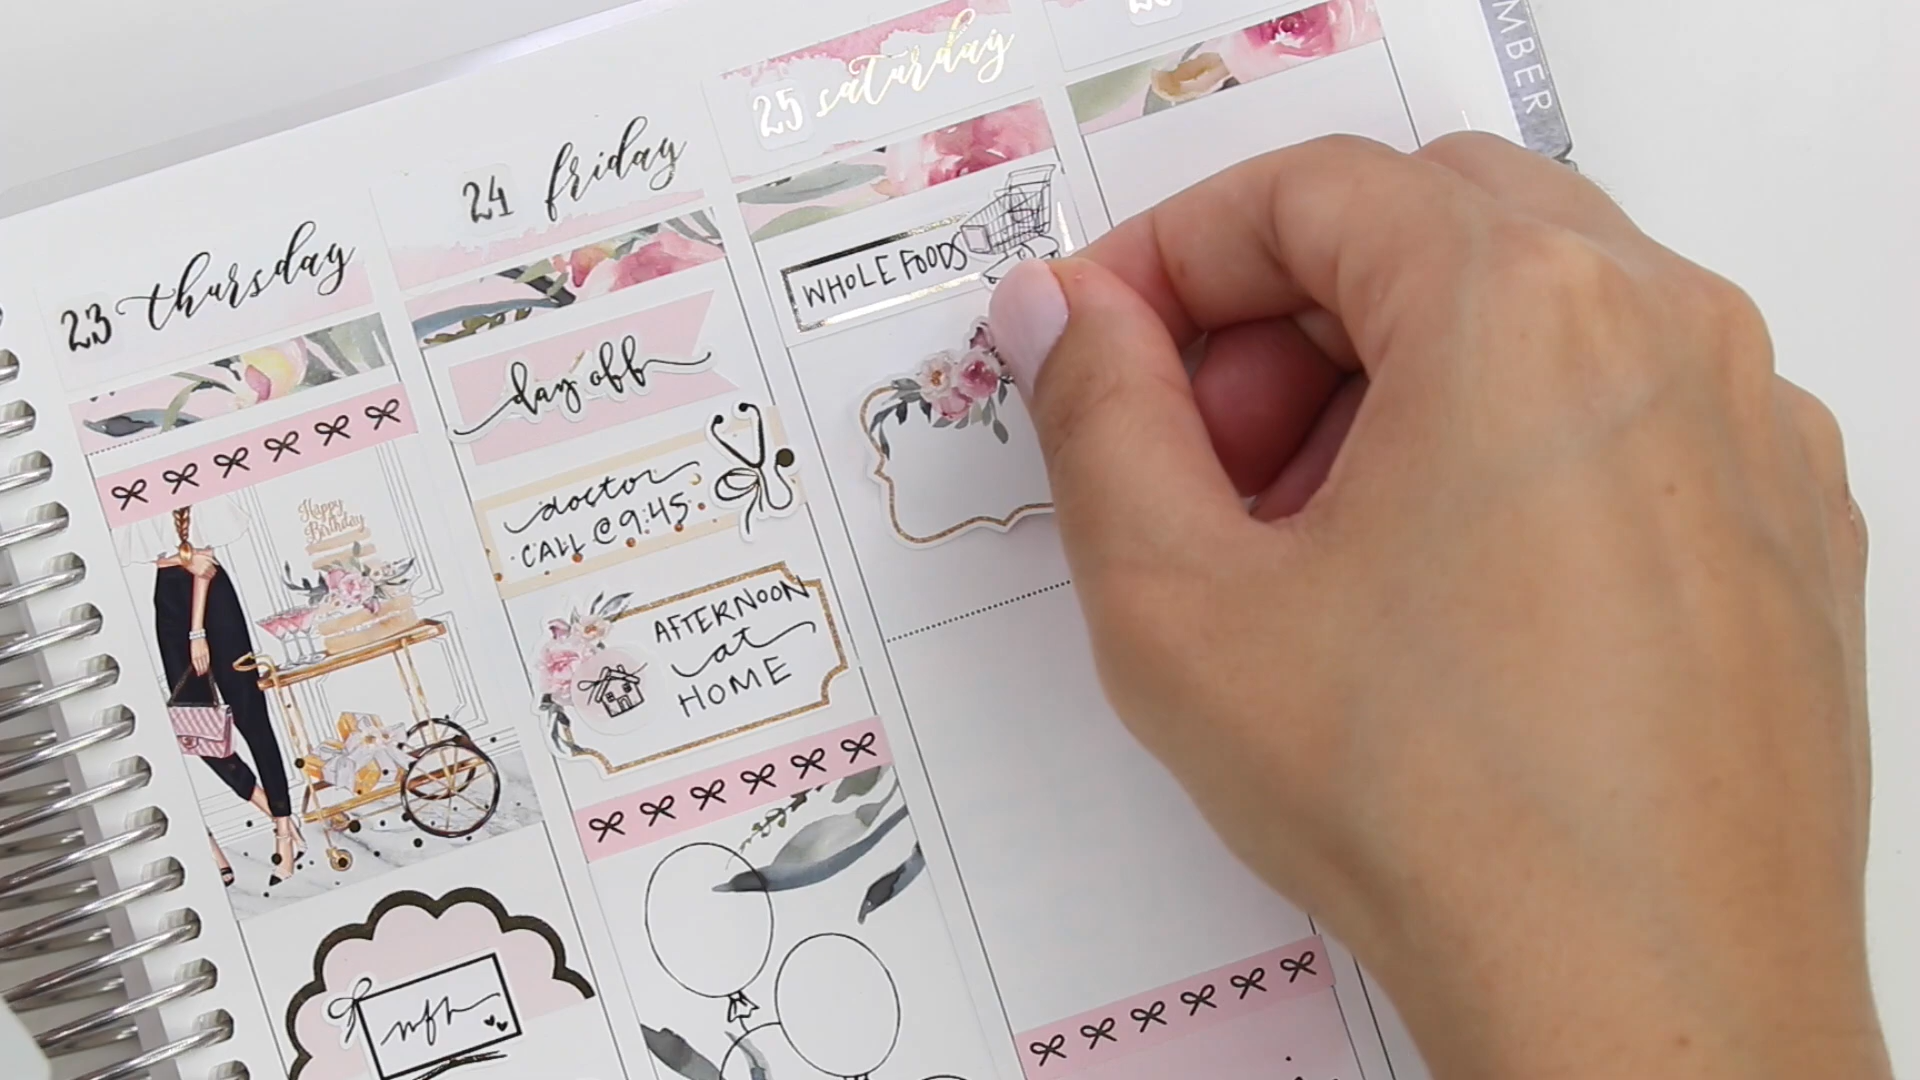 MBER
23 thursday
Happy
Birthday
wfh
24 friday
day off
doctor
CALL @ 9:45
AFTERNOON
at
HOME
25 saturday
WHOLE FOODS